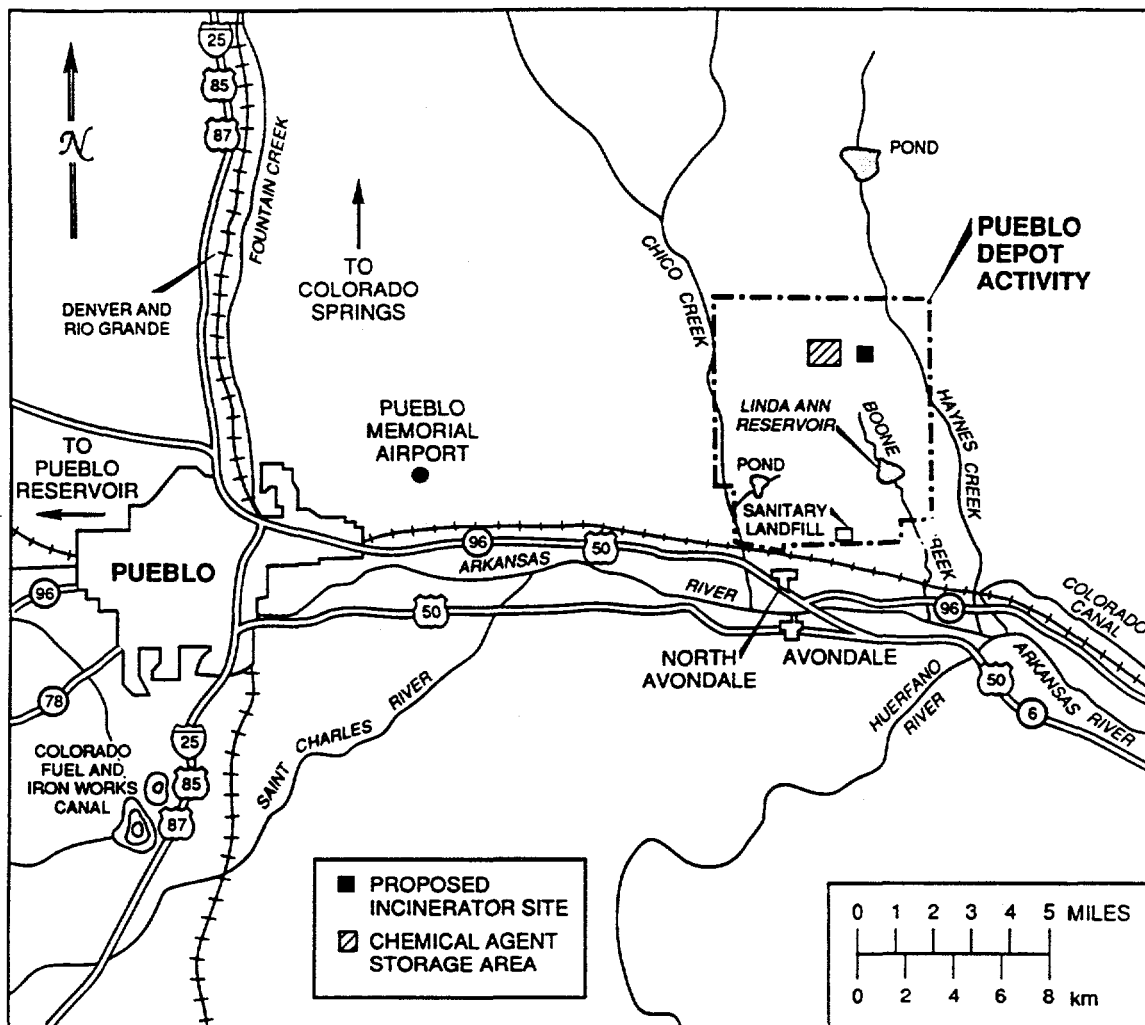 25
85
87
N
FOUNTAIN CREEK
DENVER AND
RIO GRANDE
TO
COLORADO
SPRINGS
POND
CHICO CREEK
PUEBLO
DEPOT
ACTIVITY
HAYNES CREEK
LINDA ANN
RESERVOIR
BOONE
CREEK
POND
SANITARY
LANDFILL
PUEBLO
MEMORIAL
AIRPORT
TO
PUEBLO
RESERVOIR
PUEBLO
96
50
ARKANSAS
RIVER
96
50
96
COLORADO
CANAL
NORTH
AVONDALE
AVONDALE
50
6
ARKANSAS RIVER
HUERFANO
RIVER
78
SAINT CHARLES RIVER
25
85
87
COLORADO
FUEL AND
IRON WORKS
CANAL
PROPOSED
INCINERATOR SITE
CHEMICAL AGENT
STORAGE AREA
0 1 2 3 4 5 MILES
0 2 4 6 8 km